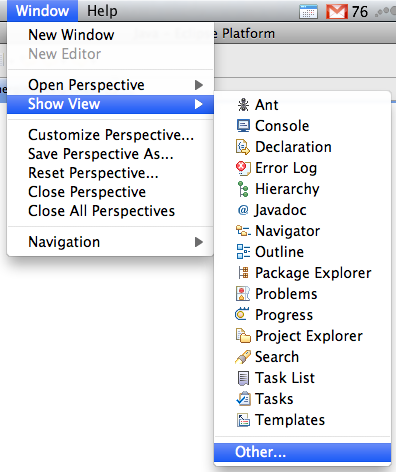 Window Help 76
Platform
New Window
New Editor
Open Perspective
Show View
Customize Perspective...
Save Perspective As...
Reset Perspective...
Close Perspective
Close All Perspectives
Navigation
Ant
Console
Declaration
Error Log
Hierarchy
Javadoc
Navigator
Outline
Package Explorer
Problems
Progress
Project Explorer
Search
Task List
Tasks
Templates
Other...